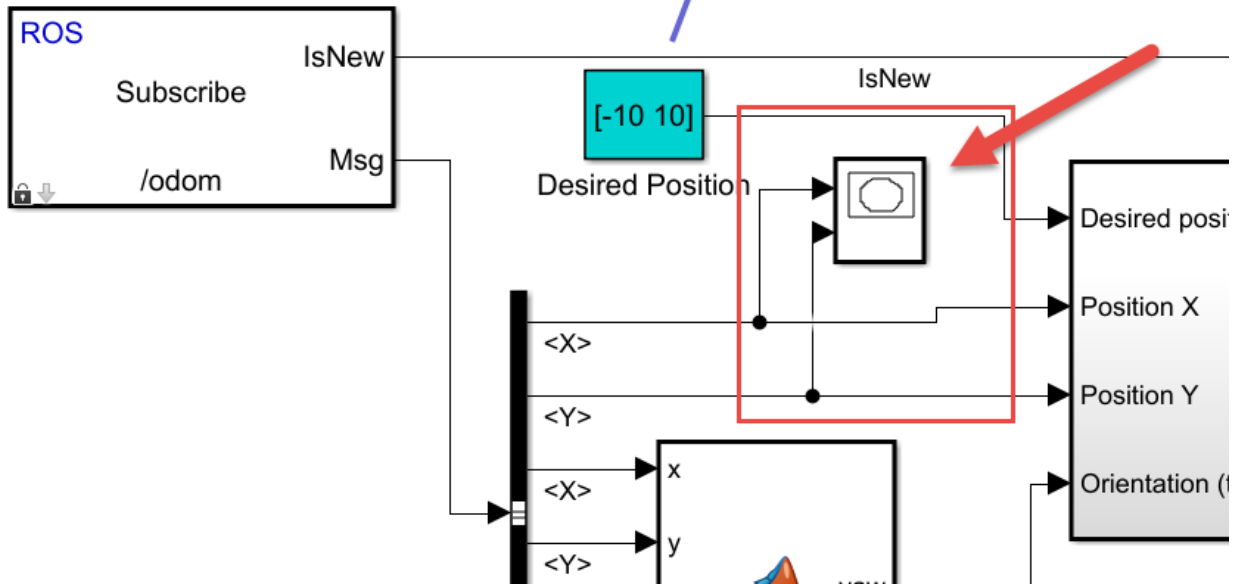 ROS
IsNew
Subscribe
Msg
/odom
[-10 10]
Desired Position
IsNew
Desired posi
Position X
Position Y
Orientation (
<X>
<Y>
<X>
<Y>
x
y